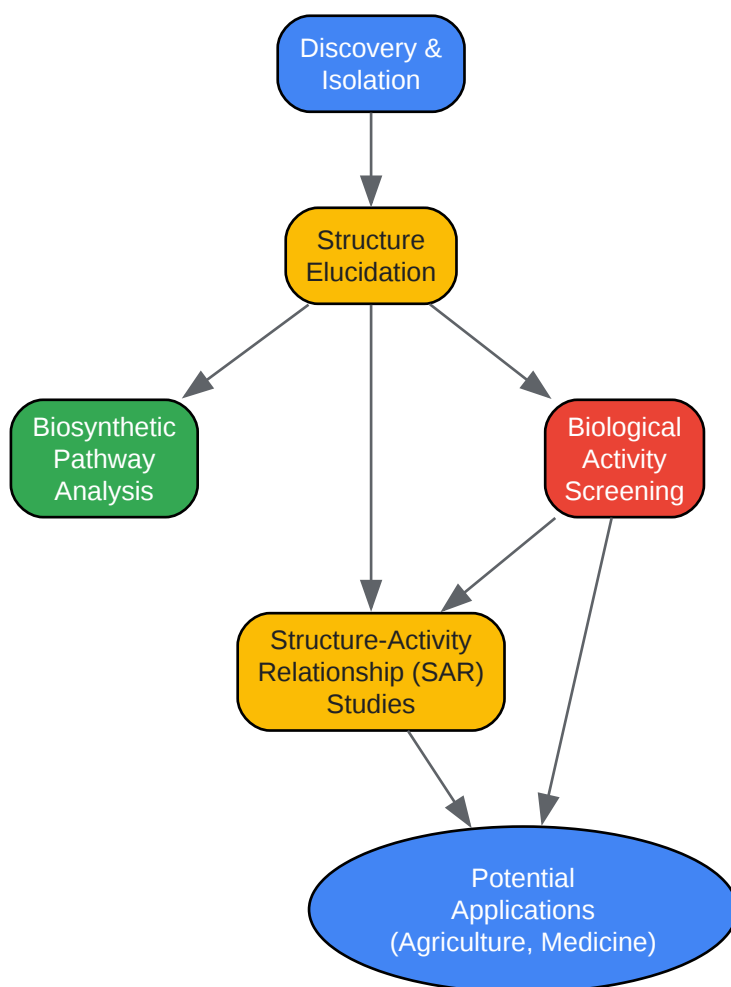 Discovery &
Isolation
Structure
Elucidation
Biosynthetic
Pathway
Analysis
Biological
Activity
Screening
Structure-Activity
Relationship (SAR)
Studies
Potential
Applications
(Agriculture, Medicine)